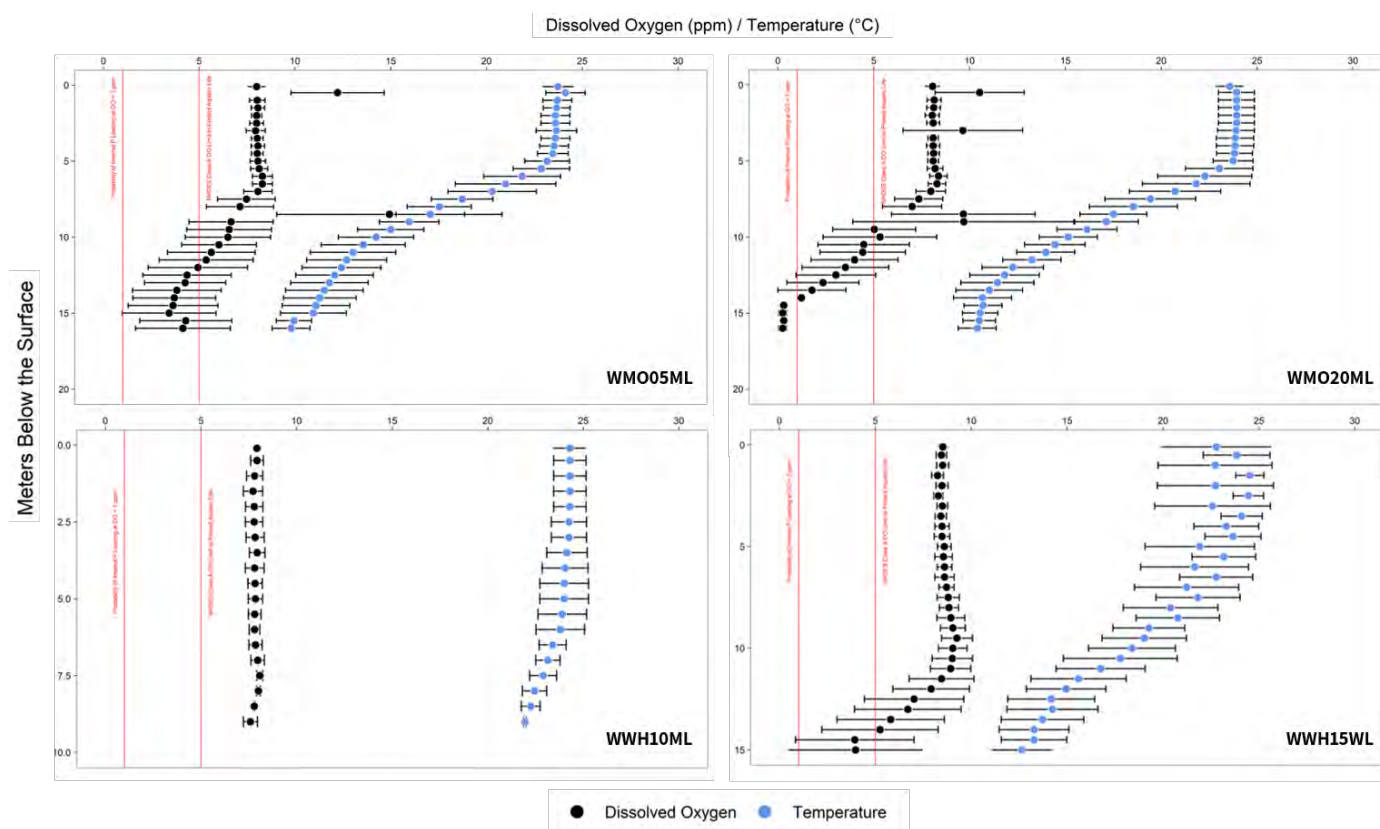 Dissolved Oxygen (ppm) / Temperature (°C)
0 5 10 15 20 25 30
0 5 10 15 20 25 30
0
5
10
15
20
WMO05ML
0
5
10
15
20
WMO20ML
Meters Below the Surface
0 5 10 15 20 25 30
0 5 10 15 20 25 30
0.0
2.5
5.0
7.5
10.0
WWH10ML
0
5
10
15
WWH15WL
Dissolved Oxygen Temperature